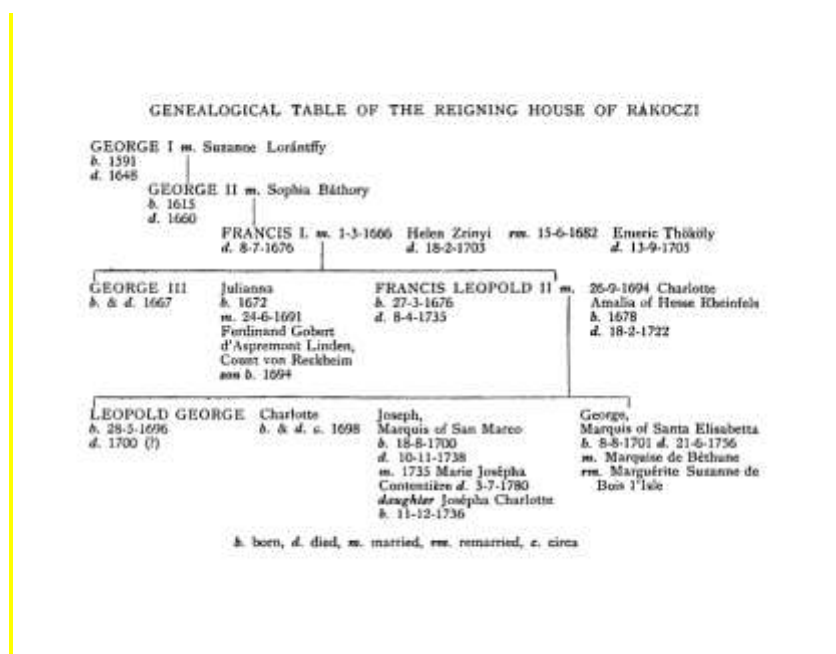 GENEALOGICAL TABLE OF THE REIGNING HOUSE OF RÁKOCZI
GEORGE I m. Suzanne Lorántffy
b. 1591
d. 1648
GEORGE II m. Sophia Báthory
b. 1615
d. 1660
FRANCIS I. m. 1-3-1666 Helen Zrinyi rm. 15-6-1682 Emeric Thököly
d. 8-7-1676 d. 18-2-1703 d. 13-9-1705
GEORGE III
b. & d. 1667
Julianna
b. 1672
m. 24-6-1691
Ferdinand Gobert
d'Aspremont Linden,
Count von Reckheim
son b. 1694
FRANCIS LEOPOLD II m.
b. 27-3-1676
d. 8-4-1735
26-9-1694 Charlotte
Amalia of Hesse Rheinfels
b. 1678
d. 18-2-1722
LEOPOLD GEORGE
b. 28-5-1696
d. 1700 (?)
Charlotte
b. & d. c. 1698
Joseph,
Marquis of San Marco
b. 18-8-1700
d. 10-11-1738
m. 1735 Marie Josépha
Contentière d. 3-7-1780
daughter Josépha Charlotte
b. 11-12-1736
George,
Marquis of Santa Elisabetta
b. 8-8-1701 d. 21-6-1756
m. Marquise de Béthune
rm. Marguérite Suzanne de
Bois l'Isle
b. born, d. died, m. married, rm. remarried, c. circa